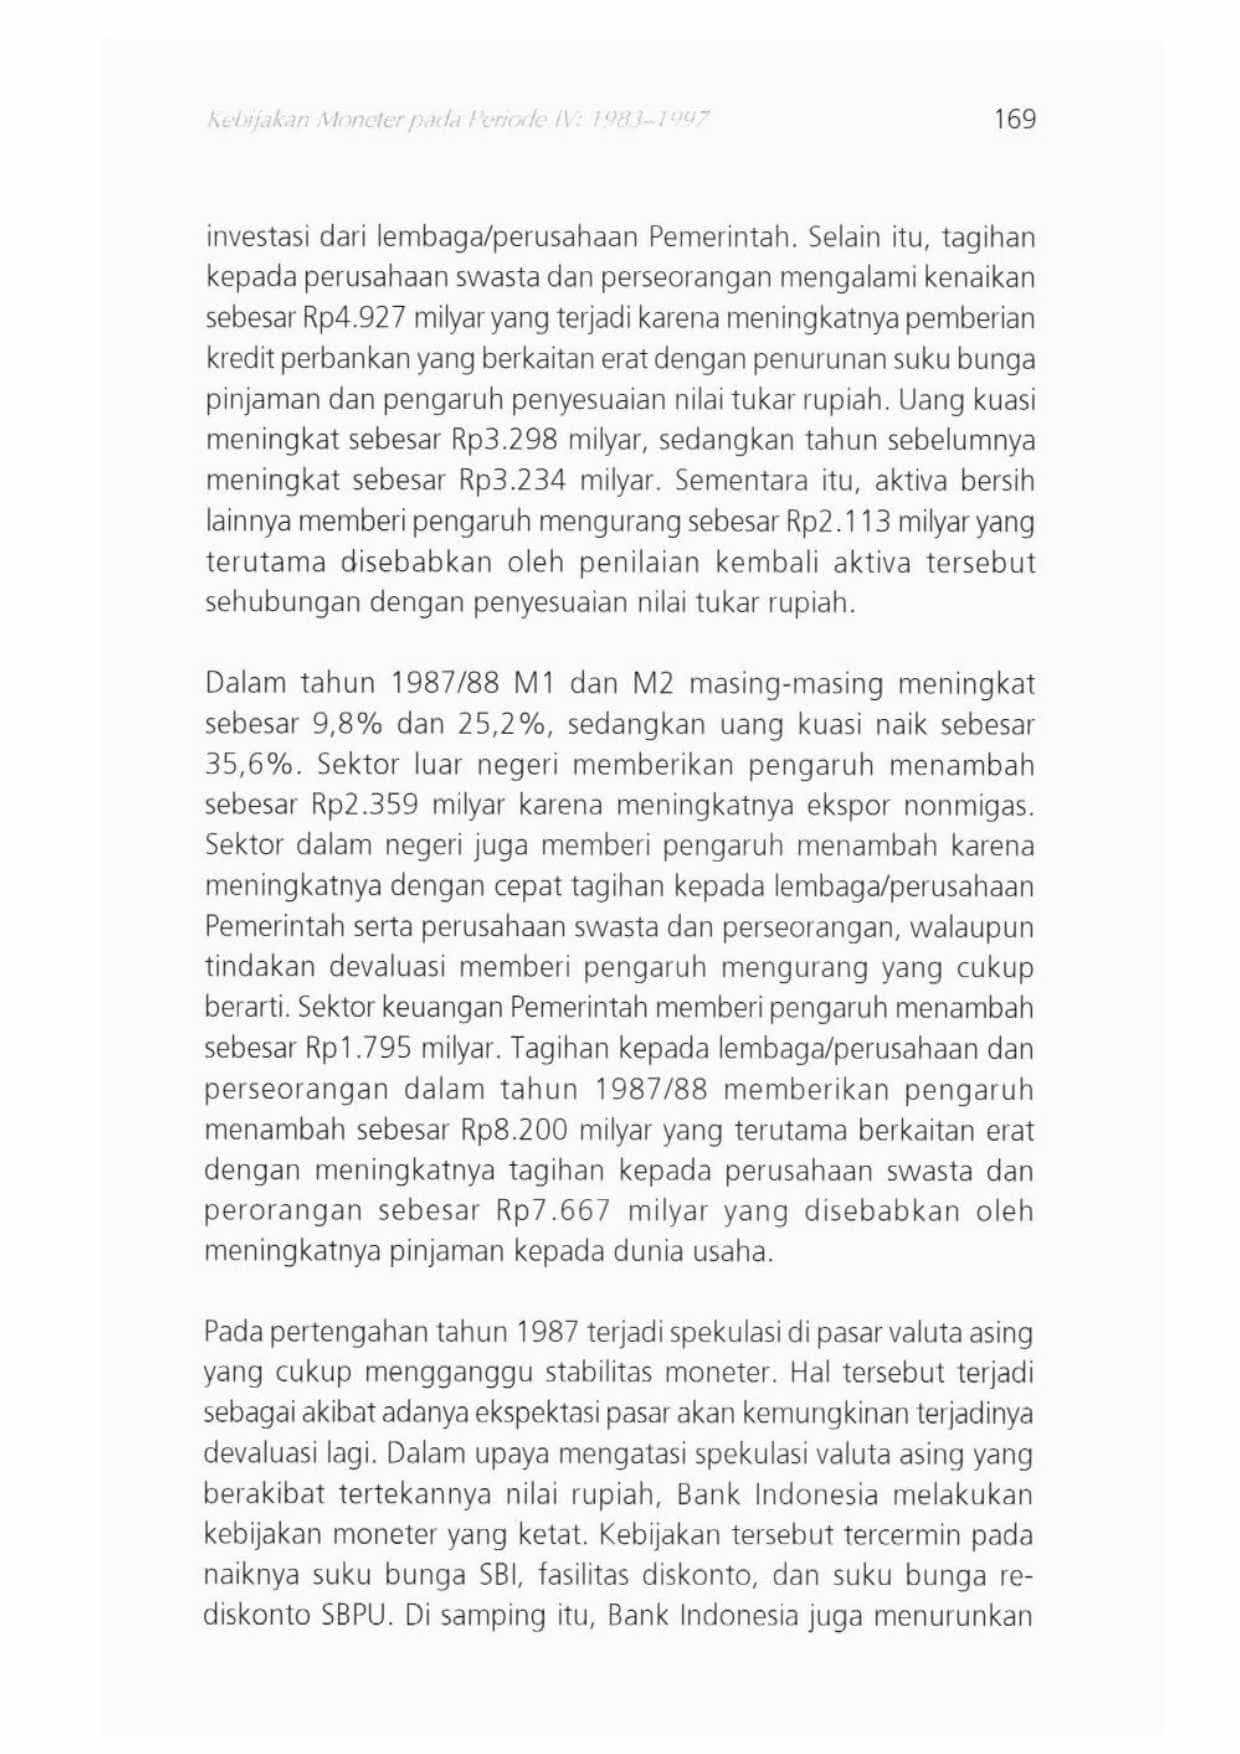 Kebijakan Moneter pada Periode IV: 1983–1997 169
investasi dari lembaga/perusahaan Pemerintah. Selain itu, tagihan
kepada perusahaan swasta dan perseorangan mengalami kenaikan
sebesar Rp4.927 milyar yang terjadi karena meningkatnya pemberian
kredit perbankan yang berkaitan erat dengan penurunan suku bunga
pinjaman dan pengaruh penyesuaian nilai tukar rupiah. Uang kuasi
meningkat sebesar Rp3.298 milyar, sedangkan tahun sebelumnya
meningkat sebesar Rp3.234 milyar. Sementara itu, aktiva bersih
lainnya memberi pengaruh mengurang sebesar Rp2.113 milyar yang
terutama disebabkan oleh penilaian kembali aktiva tersebut
sehubungan dengan penyesuaian nilai tukar rupiah.
Dalam tahun 1987/88 M1 dan M2 masing-masing meningkat
sebesar 9,8% dan 25,2%, sedangkan uang kuasi naik sebesar
35,6%. Sektor luar negeri memberikan pengaruh menambah
sebesar Rp2.359 milyar karena meningkatnya ekspor nonmigas.
Sektor dalam negeri juga memberi pengaruh menambah karena
meningkatnya dengan cepat tagihan kepada lembaga/perusahaan
Pemerintah serta perusahaan swasta dan perseorangan, walaupun
tindakan devaluasi memberi pengaruh mengurang yang cukup
berarti. Sektor keuangan Pemerintah memberi pengaruh menambah
sebesar Rp1.795 milyar. Tagihan kepada lembaga/perusahaan dan
perseorangan dalam tahun 1987/88 memberikan pengaruh
menambah sebesar Rp8.200 milyar yang terutama berkaitan erat
dengan meningkatnya tagihan kepada perusahaan swasta dan
perorangan sebesar Rp7.667 milyar yang disebabkan oleh
meningkatnya pinjaman kepada dunia usaha.
Pada pertengahan tahun 1987 terjadi spekulasi di pasar valuta asing
yang cukup mengganggu stabilitas moneter. Hal tersebut terjadi
sebagai akibat adanya ekspektasi pasar akan kemungkinan terjadinya
devaluasi lagi. Dalam upaya mengatasi spekulasi valuta asing yang
berakibat tertekannya nilai rupiah, Bank Indonesia melakukan
kebijakan moneter yang ketat. Kebijakan tersebut tercermin pada
naiknya suku bunga SBI, fasilitas diskonto, dan suku bunga re-
diskonto SBPU. Di samping itu, Bank Indonesia juga menurunkan